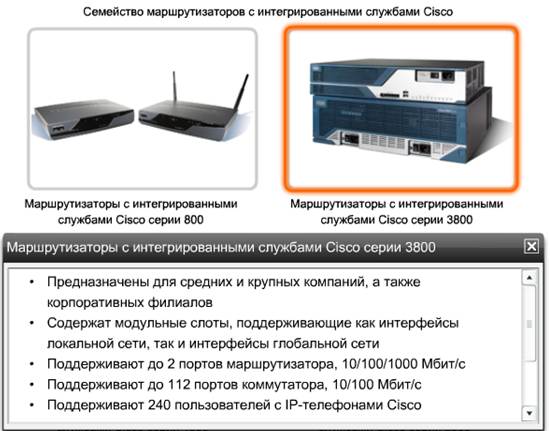 Семейство маршрутизаторов с интегрированными службами Cisco
Маршрутизаторы с интегрированными
службами Cisco серии 800
Маршрутизаторы с интегрированными
службами Cisco серии 3800
Маршрутизаторы с интегрированными службами Cisco серии 3800
• Предназначены для средних и крупных компаний, а также
корпоративных филиалов
• Содержат модульные слоты, поддерживающие как интерфейсы
локальной сети, так и интерфейсы глобальной сети
• Поддерживают до 2 портов маршрутизатора, 10/100/1000 Мбит/с
• Поддерживают до 112 портов коммутатора, 10/100 Мбит/с
• Поддерживают 240 пользователей с IP-телефонами Cisco